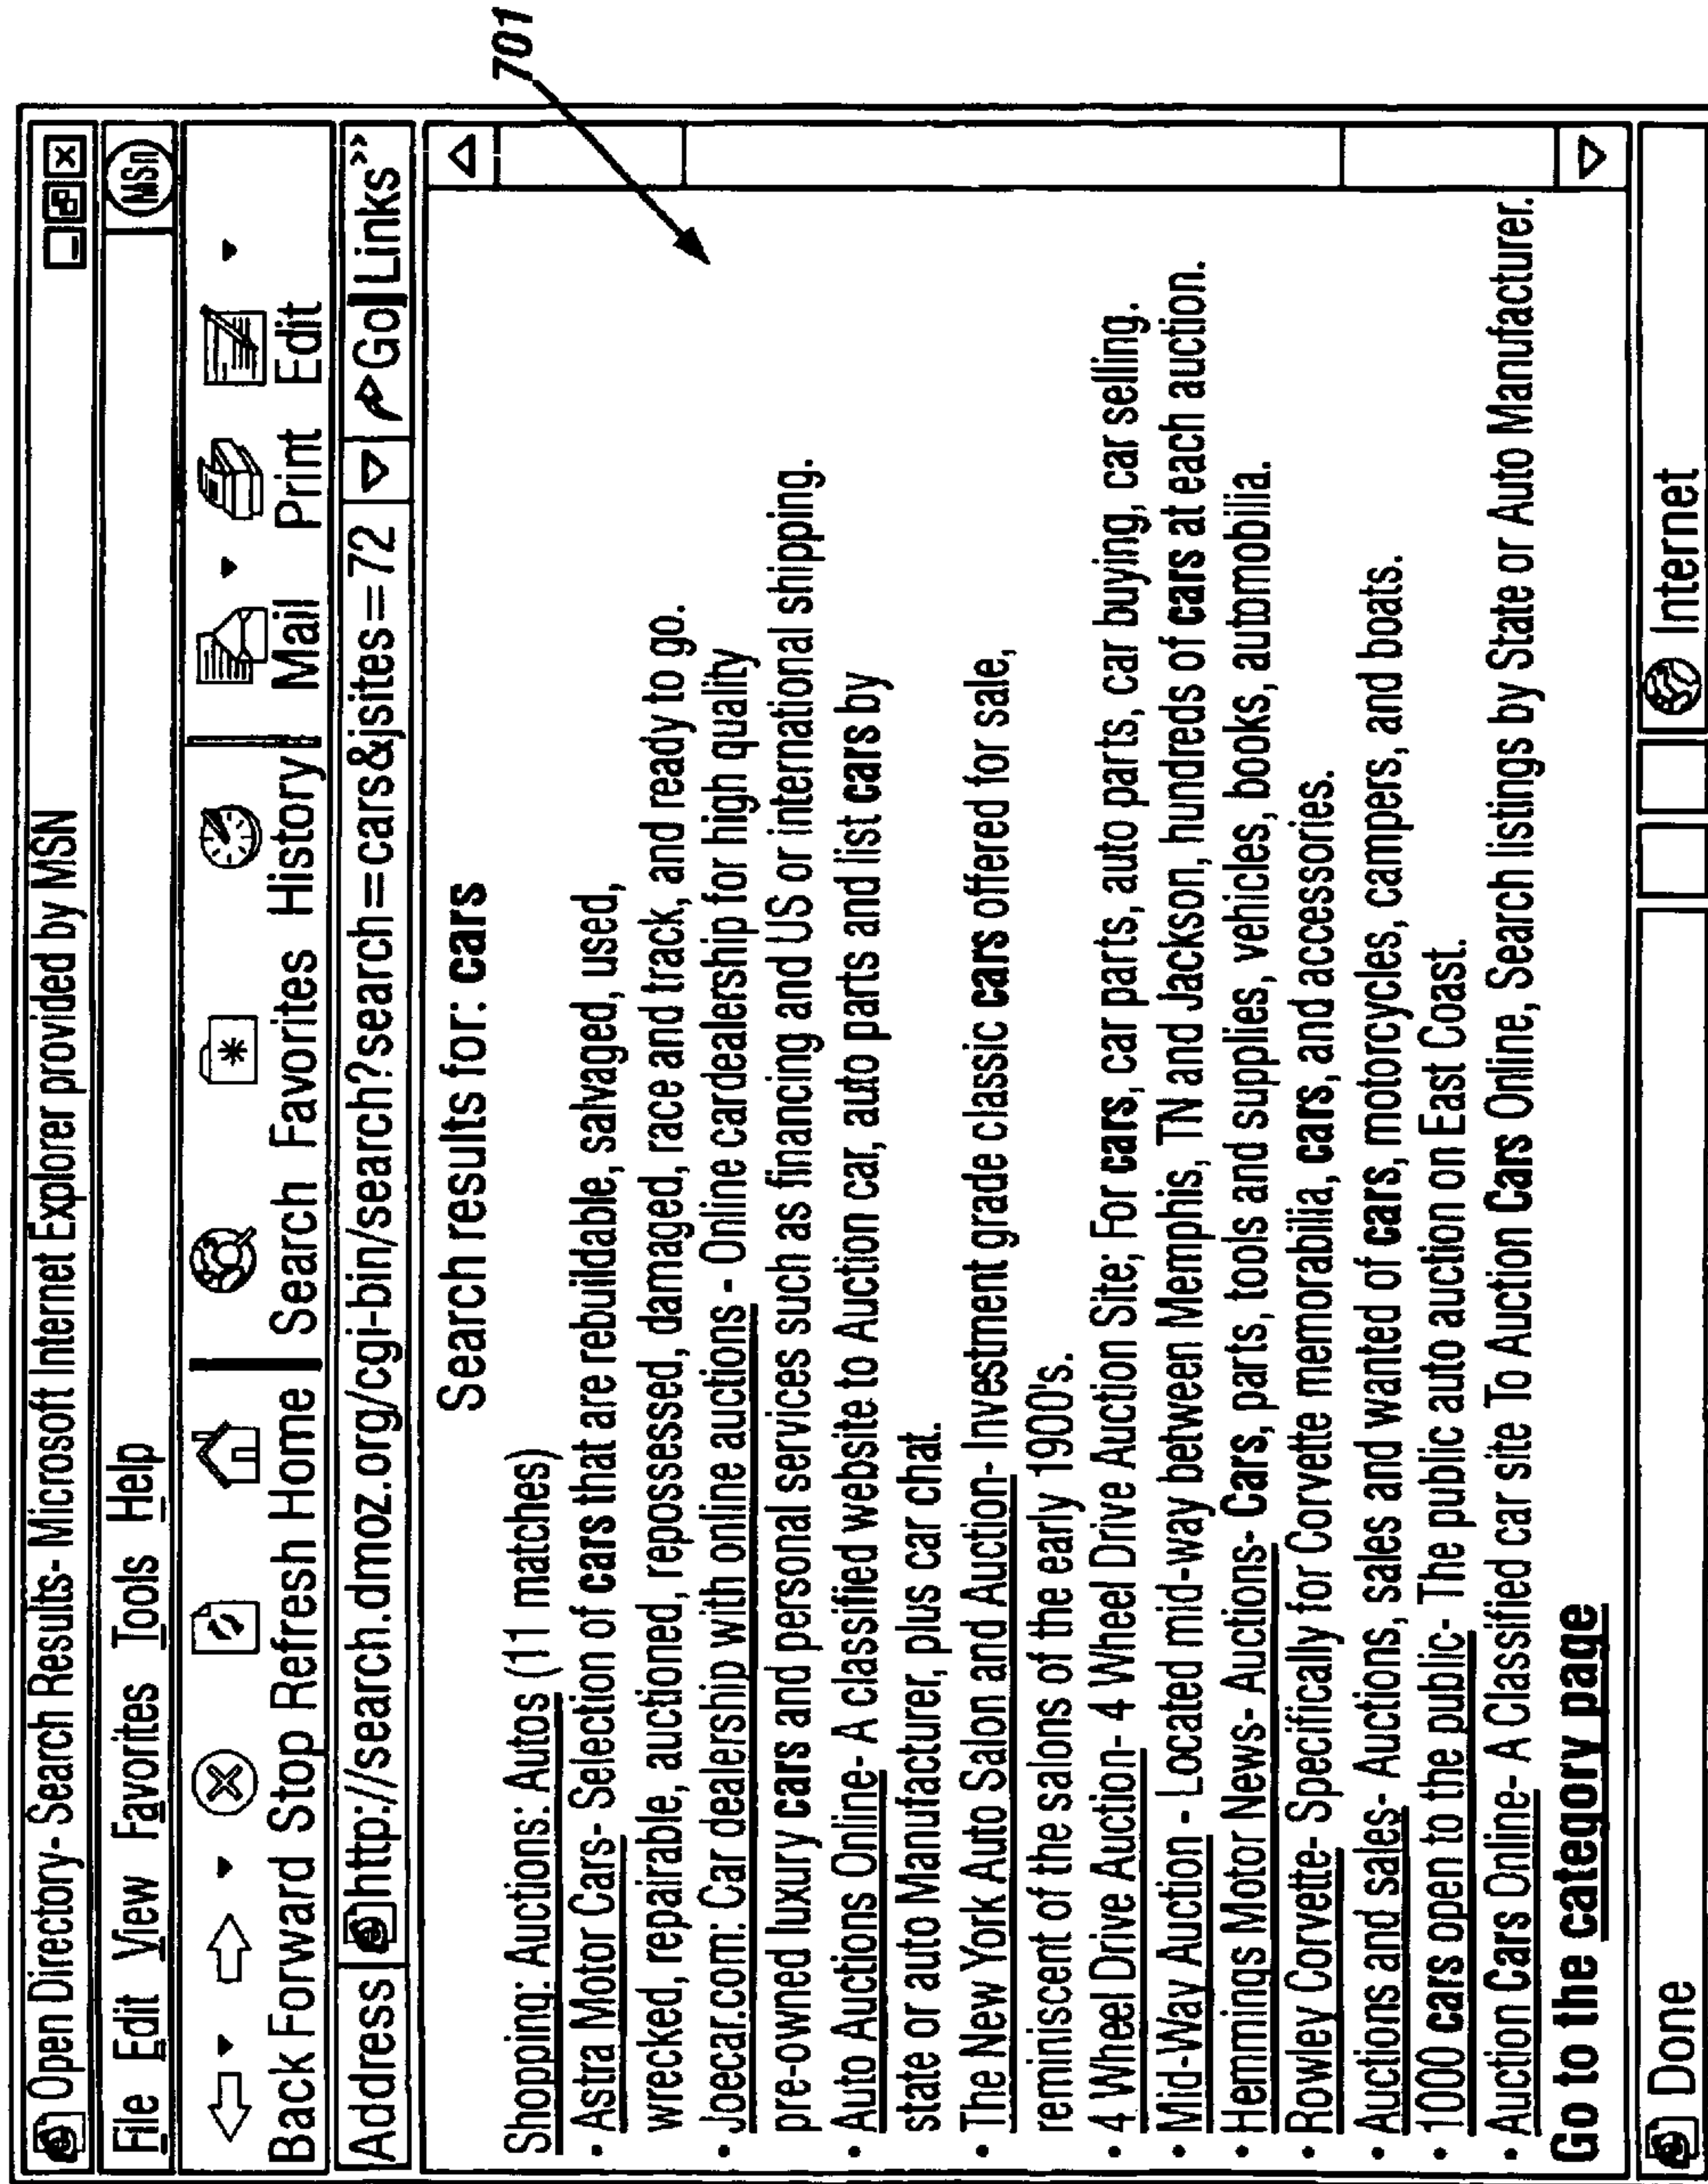 Open Directory- Search Results- Microsoft Internet Explorer provided by MSN
File Edit View Favorites Tools Help
MSn
Back Forward Stop Refresh Home Search Favorites History Mail Print Edit
Address http://search.dmoz.org/cgi-bin/search?search=cars&jsites=72 Go Links >>
701
Search results for: cars
Shopping: Auctions: Autos (11 matches)
• Astra Motor Cars- Selection of cars that are rebuildable, salvaged, used,
wrecked, repairable, auctioned, repossessed, damaged, race and track, and ready to go.
• Joecar.com: Car dealership with online auctions - Online cardealership for high quality
pre-owned luxury cars and personal services such as financing and US or international shipping.
• Auto Auctions Online- A classified website to Auction car, auto parts and list cars by
state or auto Manufacturer, plus car chat.
• The New York Auto Salon and Auction- Investment grade classic cars offered for sale,
reminiscent of the salons of the early 1900's.
• 4 Wheel Drive Auction- 4 Wheel Drive Auction Site; For cars, car parts, auto parts, car buying, car selling.
• Mid-Way Auction - Located mid-way between Memphis, TN and Jackson, hundreds of cars at each auction.
• Hemmings Motor News- Auctions- Cars, parts, tools and supplies, vehicles, books, automobilia.
• Rowley Corvette- Specifically for Corvette memorabilia, cars, and accessories.
• Auctions and sales- Auctions, sales and wanted of cars, motorcycles, campers, and boats.
• 1000 cars open to the public- The public auto auction on East Coast.
• Auction Cars Online- A Classified car site To Auction Cars Online, Search listings by State or Auto Manufacturer.
Go to the category page
Done Internet